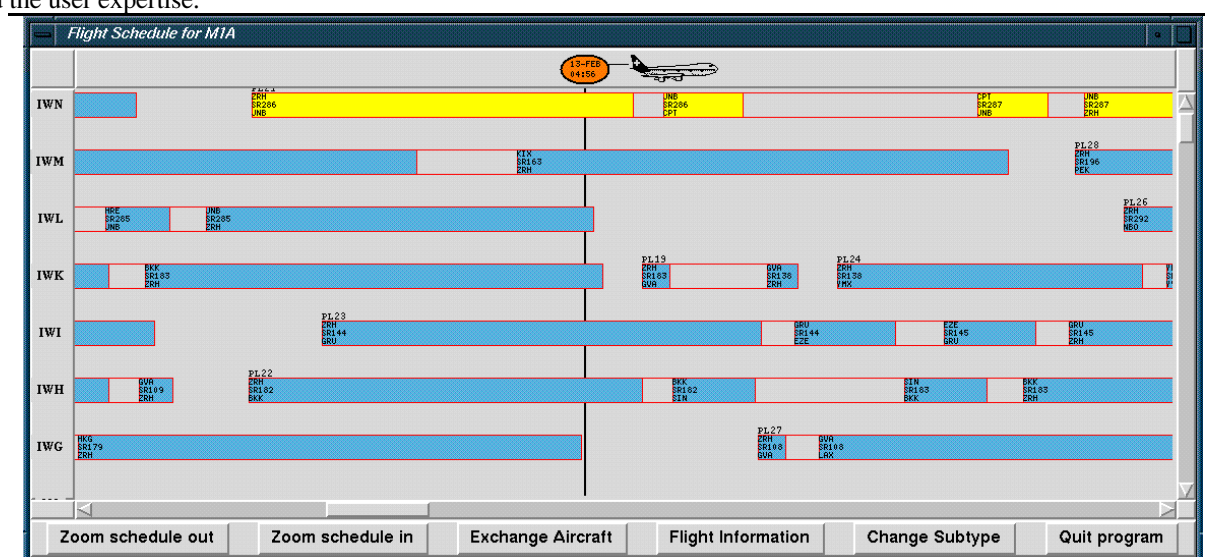 the user expertise.
Flight Schedule for M1A
13-FEB
04:56
IWN
ZRH
SR286
JNB
JNB
SR286
CPT
CPT
SR287
JNB
JNB
SR287
ZRH
IWM
KIX
SR163
ZRH
PL28
ZRH
SR196
PEK
IWL
HRE
SR285
JNB
JNB
SR285
ZRH
PL26
ZRH
SR292
NBO
IWK
BKK
SR183
ZRH
PL19
ZRH
SR183
GVA
GVA
SR138
ZRH
PL24
ZRH
SR138
YMX
IWI
PL23
ZRH
SR144
GRU
GRU
SR144
EZE
EZE
SR145
GRU
GRU
SR145
ZRH
IWH
GVA
SR109
ZRH
PL22
ZRH
SR182
BKK
BKK
SR182
SIN
SIN
SR183
BKK
BKK
SR183
ZRH
IWG
HKG
SR179
ZRH
PL27
ZRH
SR108
GVA
GVA
SR108
LAX
Zoom schedule out
Zoom schedule in
Exchange Aircraft
Flight Information
Change Subtype
Quit program